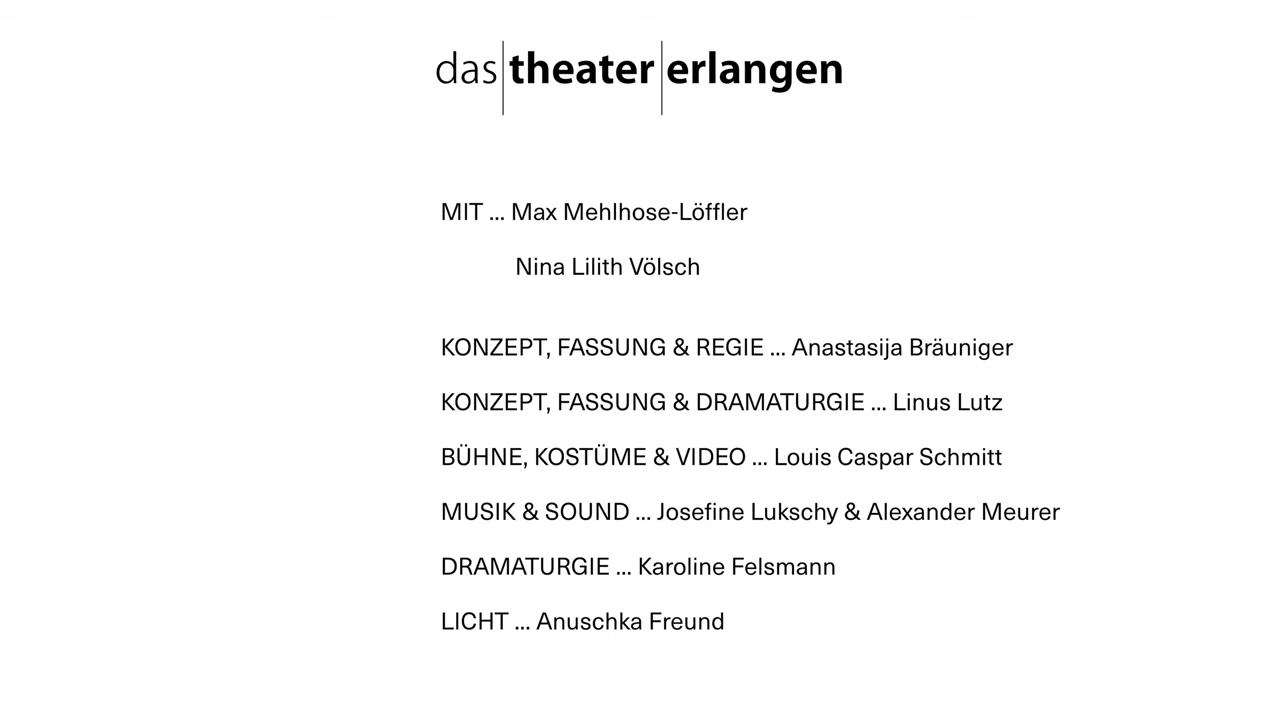 das theater erlangen
MIT ... Max Mehlhose-Löffler
Nina Lilith Völsch
KONZEPT, FASSUNG & REGIE ... Anastasija Bräuniger
KONZEPT, FASSUNG & DRAMATURGIE ... Linus Lutz
BÜHNE, KOSTÜME & VIDEO ... Louis Caspar Schmitt
MUSIK & SOUND ... Josefine Lukschy & Alexander Meurer
DRAMATURGIE ... Karoline Felsmann
LICHT ... Anuschka Freund